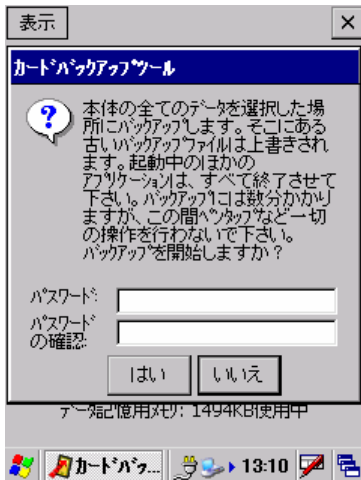 表示
カードバックアップツール
本体の全てのデータを選択した場
所にバックアップします。そこにある
古いバックアップファイルは上書きされ
ます。起動中のほかの
アプリケーションは、すべて終了させて
下さい。バックアップには数分かかり
ますが、この間ペンタップなど一切
の操作を行わないで下さい。
バックアップを開始しますか?
パスワード:
パスワード
の確認:
はい
いいえ
データ記憶用メモリ: 1494KB使用中
カードバック...
13:10